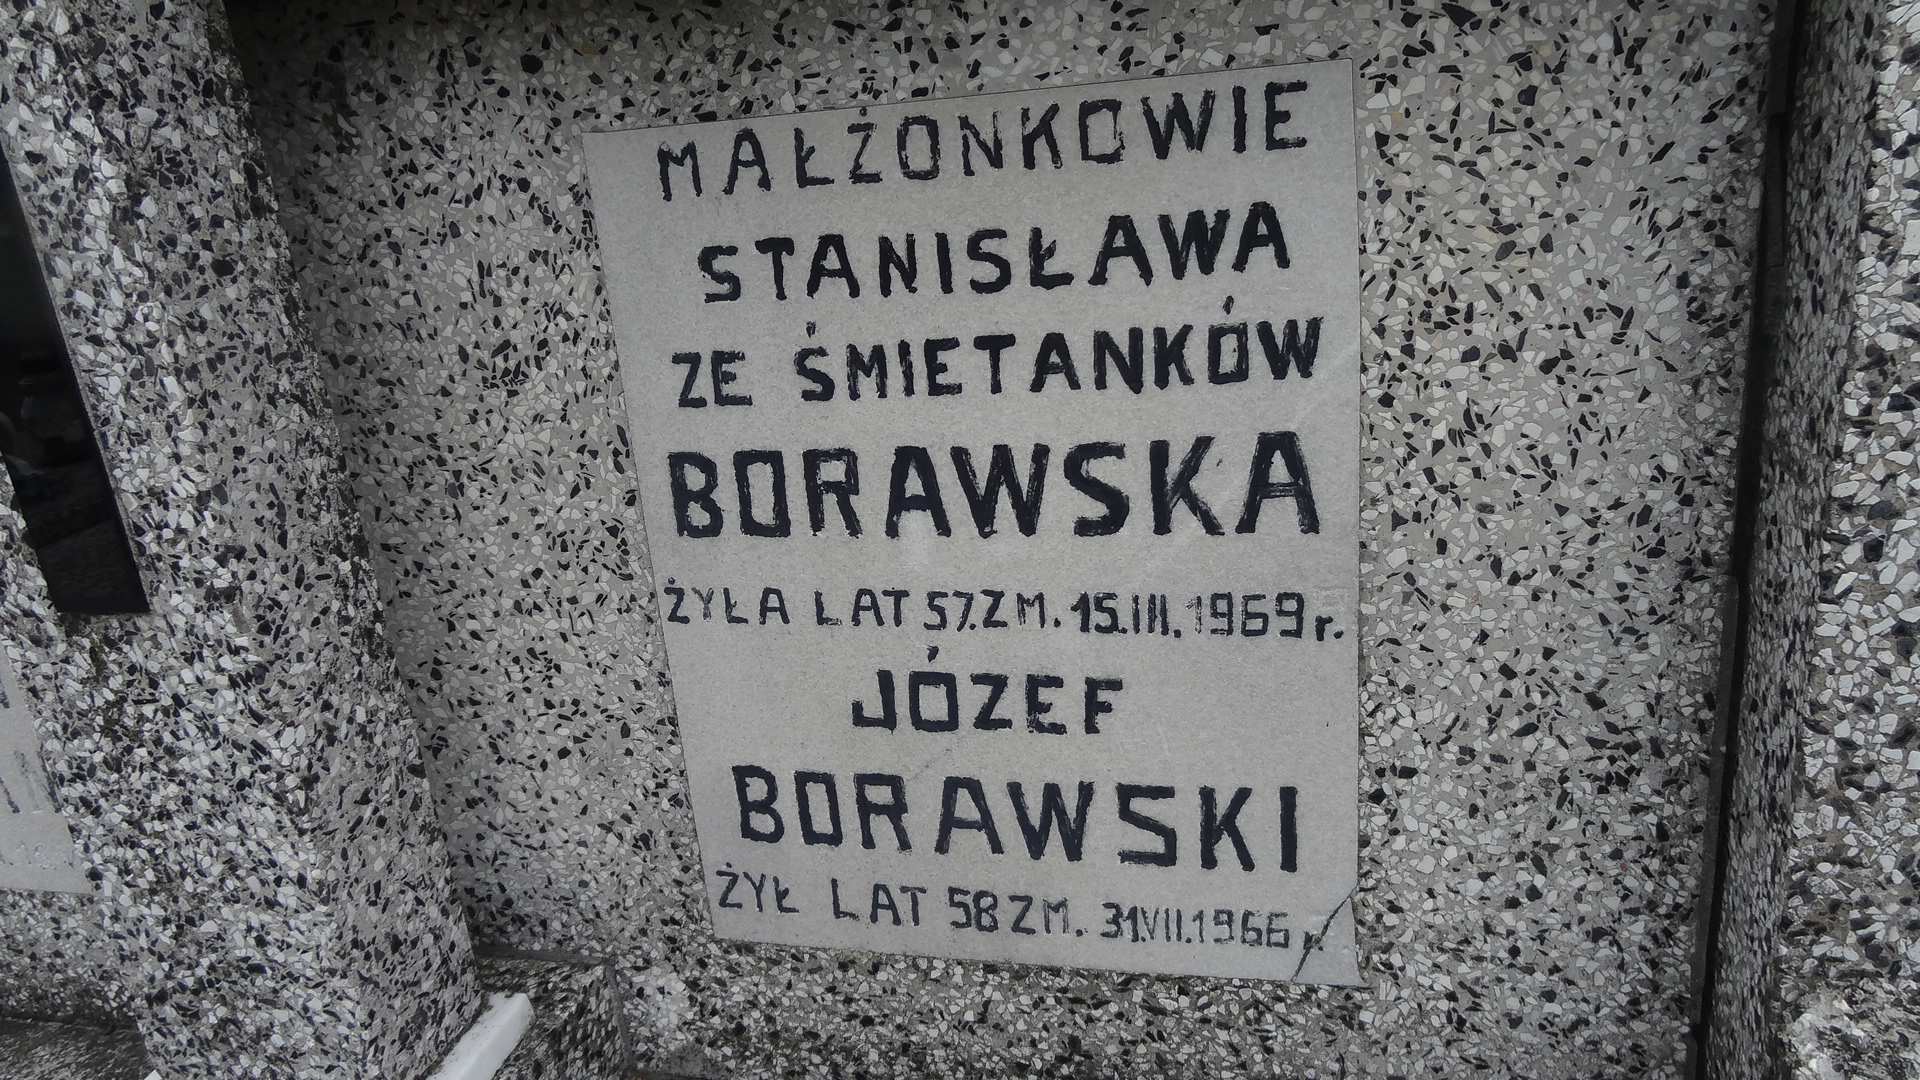 MAŁŻONKOWIE
STANISŁAWA
ZE ŚMIETANKÓW
BORAWSKA
ŻYŁA LAT 57.ZM. 15.III.1969r.
JÓZEF
BORAWSKI
ŻYŁ LAT 58 ZM. 31.VII.1966 r.